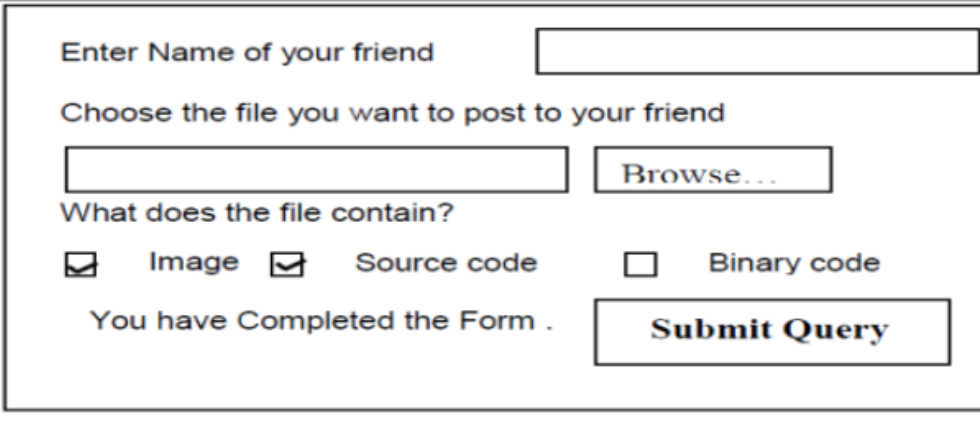 Enter Name of your friend
Choose the file you want to post to your friend
Browse...
What does the file contain?
Image Source code Binary code
You have Completed the Form . Submit Query